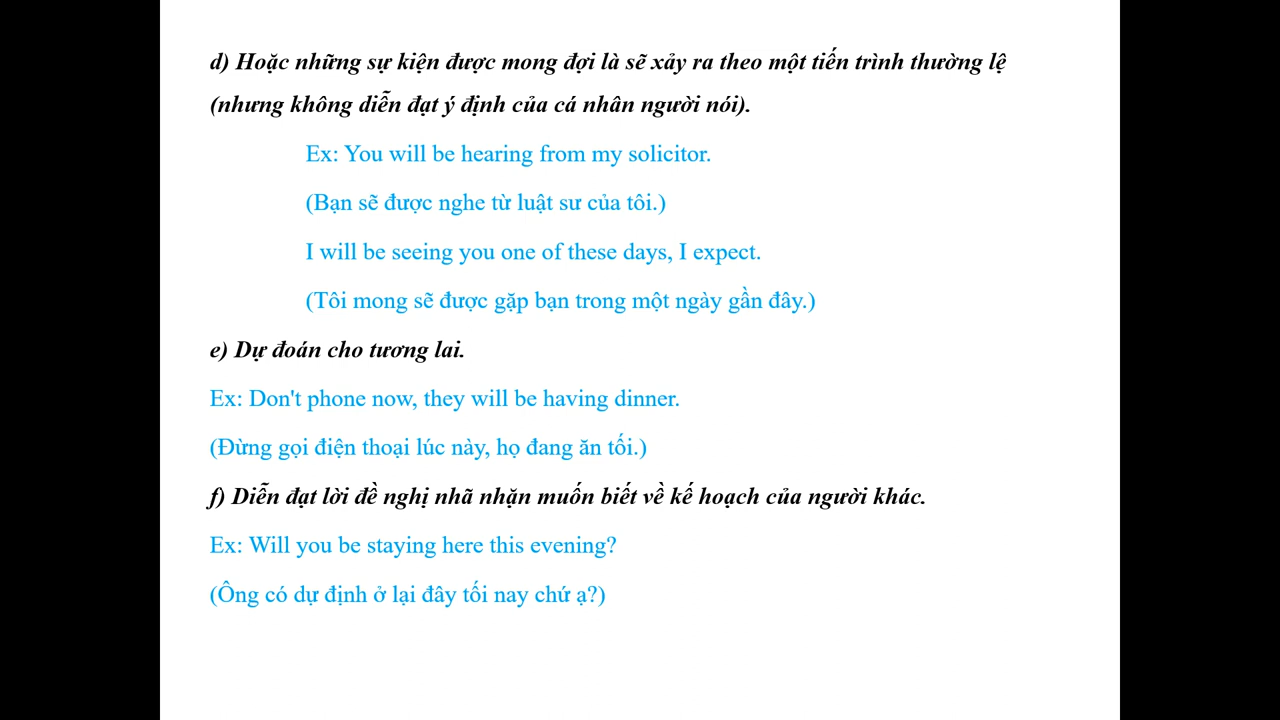 d) Hoặc những sự kiện được mong đợi là sẽ xảy ra theo một tiến trình thường lệ
(nhưng không diễn đạt ý định của cá nhân người nói).
Ex: You will be hearing from my solicitor.
(Bạn sẽ được nghe từ luật sư của tôi.)
I will be seeing you one of these days, I expect.
(Tôi mong sẽ được gặp bạn trong một ngày gần đây.)
e) Dự đoán cho tương lai.
Ex: Don't phone now, they will be having dinner.
(Đừng gọi điện thoại lúc này, họ đang ăn tối.)
f) Diễn đạt lời đề nghị nhã nhặn muốn biết về kế hoạch của người khác.
Ex: Will you be staying here this evening?
(Ông có dự định ở lại đây tối nay chứ ạ?)